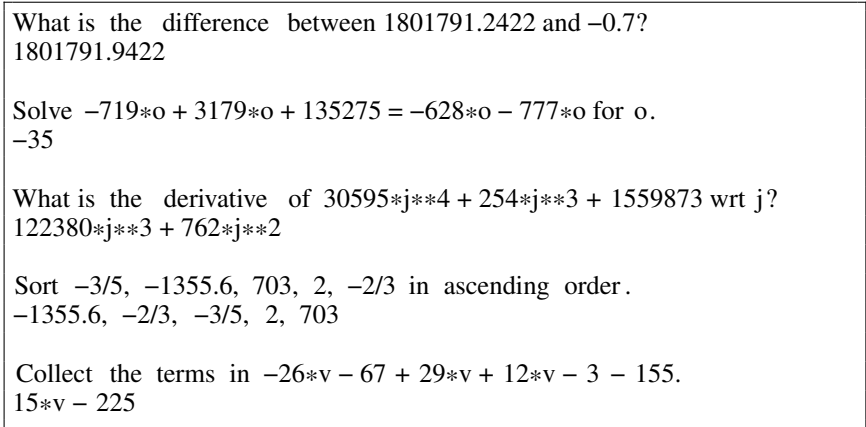 What is the difference between 1801791.2422 and −0.7?
1801791.9422
Solve −719*o + 3179*o + 135275 = −628*o − 777*o for o.
−35
What is the derivative of 30595*j**4 + 254*j**3 + 1559873 wrt j?
122380*j**3 + 762*j**2
Sort −3/5, −1355.6, 703, 2, −2/3 in ascending order.
−1355.6, −2/3, −3/5, 2, 703
Collect the terms in −26*v − 67 + 29*v + 12*v − 3 − 155.
15*v − 225